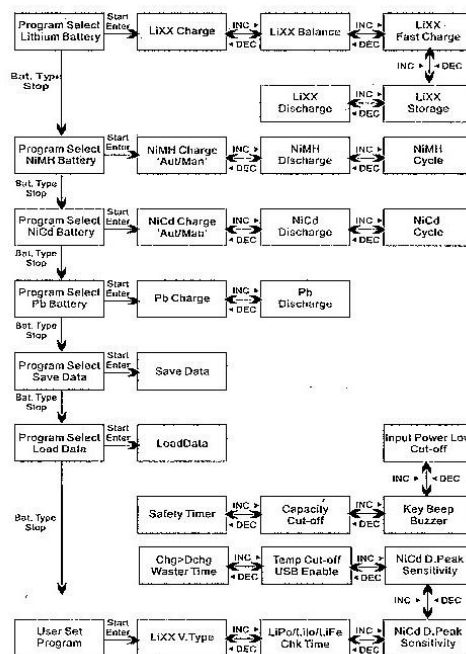 Program Select
Lithium Battery
Start
Enter
LiXX Charge
INC
DEC
LiXX Balance
INC
DEC
LiXX
Fast Charge
Bat. Type
Stop
INC
DEC
LiXX
Discharge
INC
DEC
LiXX
Storage
Program Select
NiMH Battery
Start
Enter
NiMH Charge
'Aut/Man'
INC
DEC
NiMH
Discharge
INC
DEC
NiMH
Cycle
Bat. Type
Stop
Program Select
NiCd Battery
Start
Enter
NiCd Charge
'Aut/Man'
INC
DEC
NiCd
Discharge
INC
DEC
NiCd
Cycle
Bat. Type
Stop
Program Select
Pb Battery
Start
Enter
Pb Charge
INC
DEC
Pb
Discharge
Bat. Type
Stop
Program Select
Save Data
Start
Enter
Save Data
Bat. Type
Stop
Program Select
Load Data
Start
Enter
LoadData
Input Power Low
Cut-off
INC
DEC
Bat. Type
Stop
Safety Timer
INC
DEC
Capacity
Cut-off
INC
DEC
Key Beep
Buzzer
Chg>Dchg
Waster Time
INC
DEC
Temp Cut-off
USB Enable
INC
DEC
NiCd D.Peak
Sensitivity
INC
DEC
User Set
Program
Start
Enter
LiXX V.Type
INC
DEC
LiPo/LiIo/LiFe
Chk Time
INC
DEC
NiCd D.Peak
Sensitivity